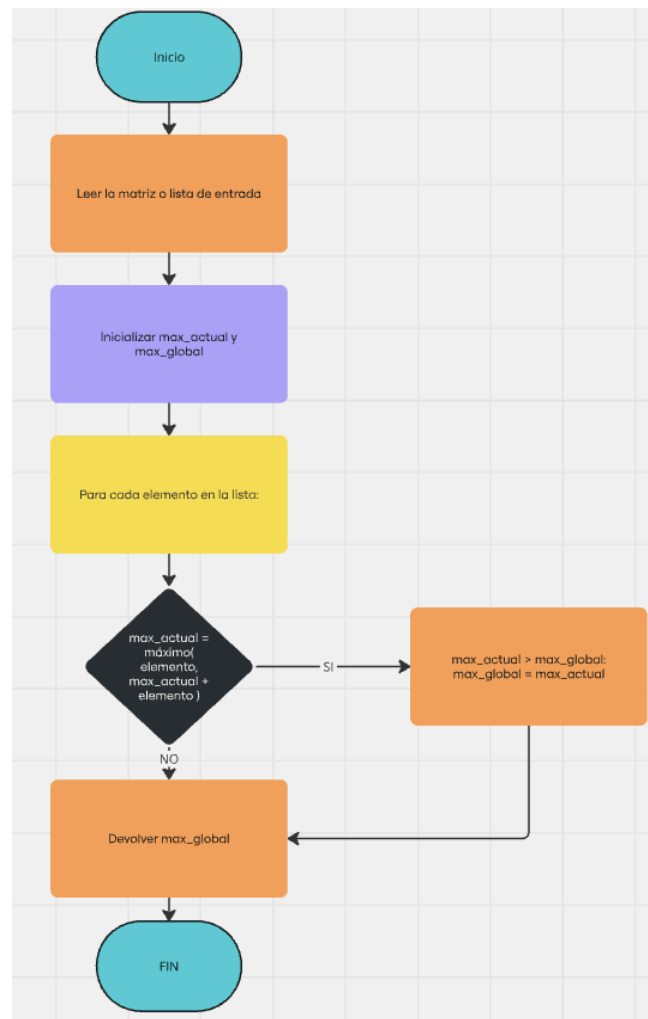 Inicio
Leer la matriz o lista de entrada
Inicializar max_actual y
max_global
Para cada elemento en la lista:
max_actual =
máximo(
elemento,
max_actual +
elemento )
SI
max_actual > max_global:
max_global = max_actual
NO
Devolver max_global
FIN